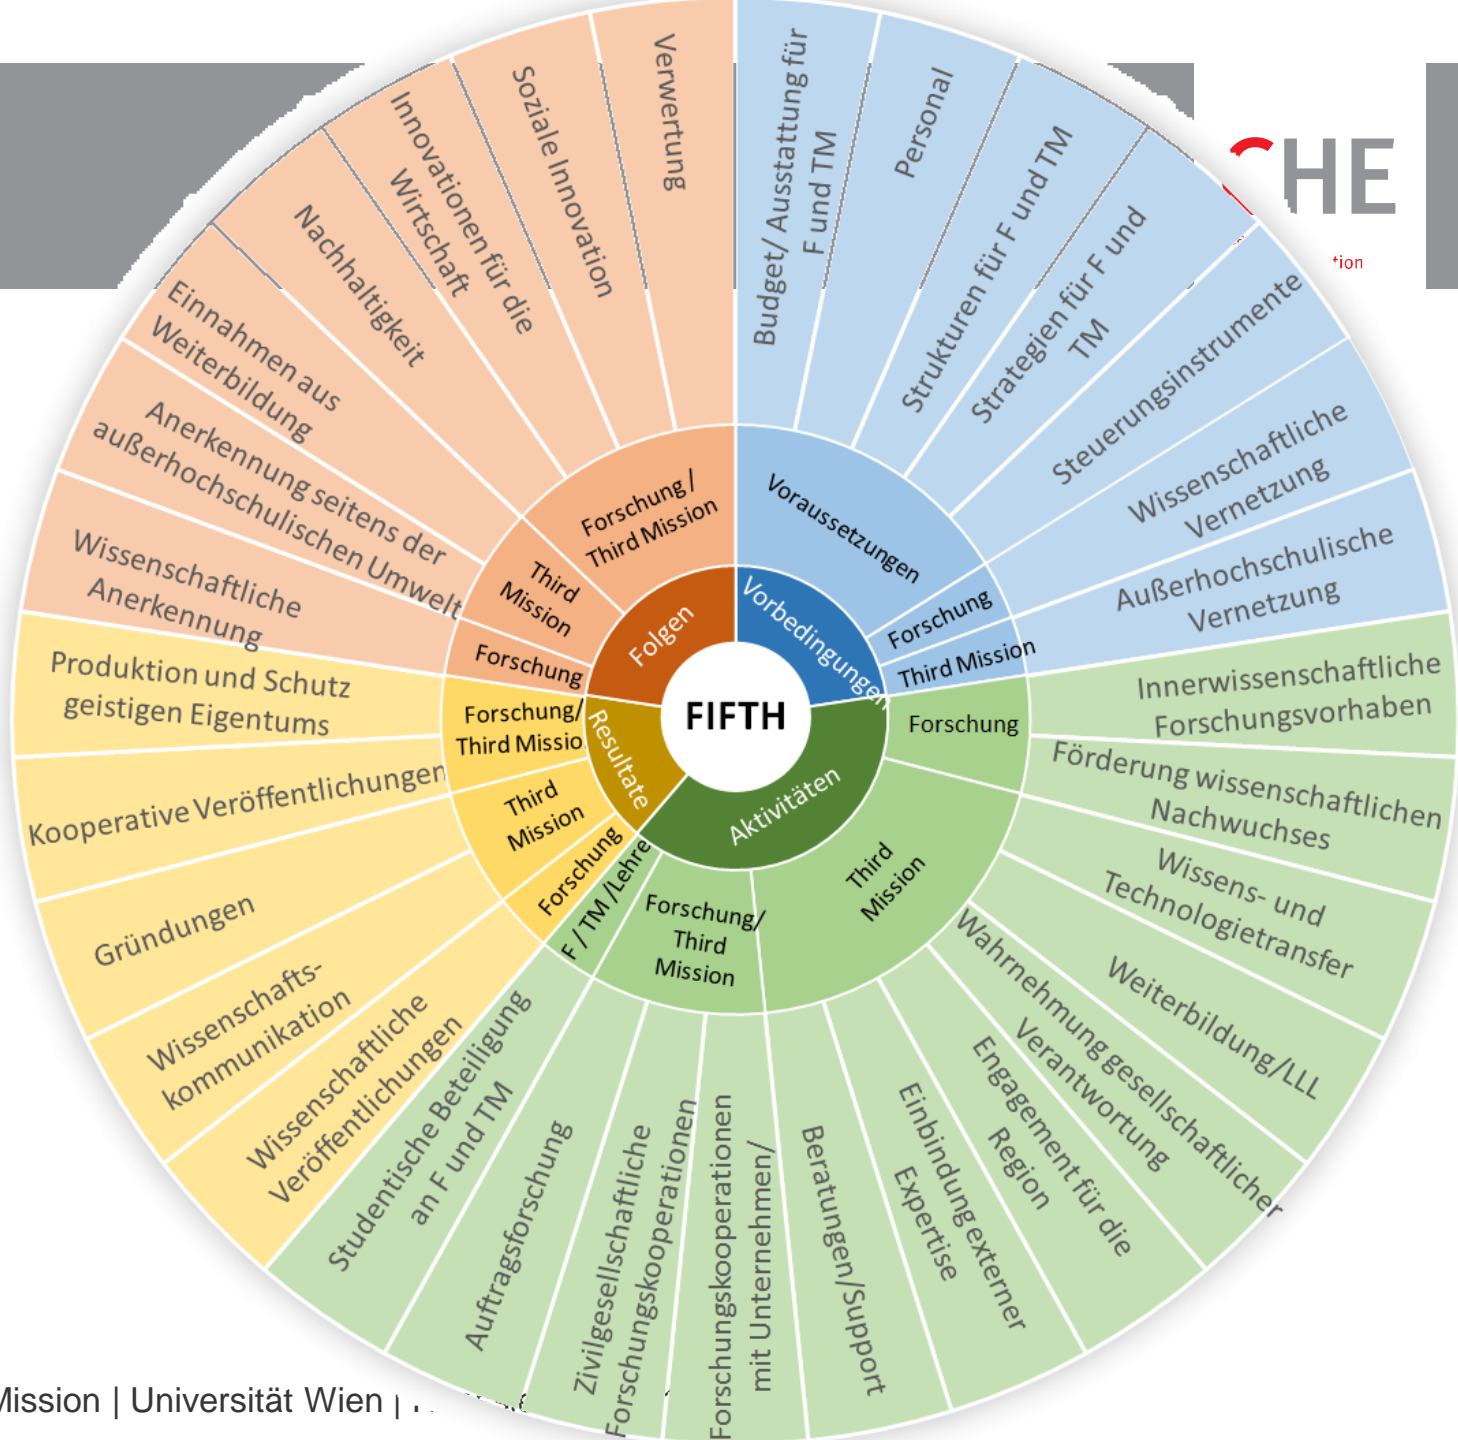 FIFTH
Vorbedingungen
Voraussetzungen
Budget/ Ausstattung für
F und TM
Personal
Strukturen für F und TM
Strategien für F und
TM
Steuerungsinstrumente
Forschung
Wissenschaftliche
Vernetzung
Third Mission
Außerhochschulische
Vernetzung
Aktivitäten
Forschung
Innerwissenschaftliche
Forschungsvorhaben
Förderung wissenschaftlichen
Nachwuchses
Third
Mission
Wissens- und
Technologietransfer
Weiterbildung/LLL
Wahrnehmung gesellschaftlicher
Verantwortung
Engagement für die
Region
Einbindung externer
Expertise
Beratungen/Support
Forschung/
Third
Mission
Forschungskooperationen
mit Unternehmen/
Zivilgesellschaftliche
Forschungskooperationen
Auftragsforschung
F / TM /Lehre
Studentische Beteiligung
an F und TM
Resultate
Forschung
Wissenschaftliche
Veröffentlichungen
Third
Mission
Wissenschafts-
kommunikation
Gründungen
Forschung/
Third Missio
Kooperative Veröffentlichungen
Produktion und Schutz
geistigen Eigentums
Folgen
Forschung
Wissenschaftliche
Anerkennung
Third
Mission
Anerkennung seitens der
außerhochschulischen Umwelt
Einnahmen aus
Weiterbildung
Forschung /
Third Mission
Nachhaltigkeit
Innovationen für die
Wirtschaft
Soziale Innovation
Verwertung
CHE
tion
Mission | Universität Wien |